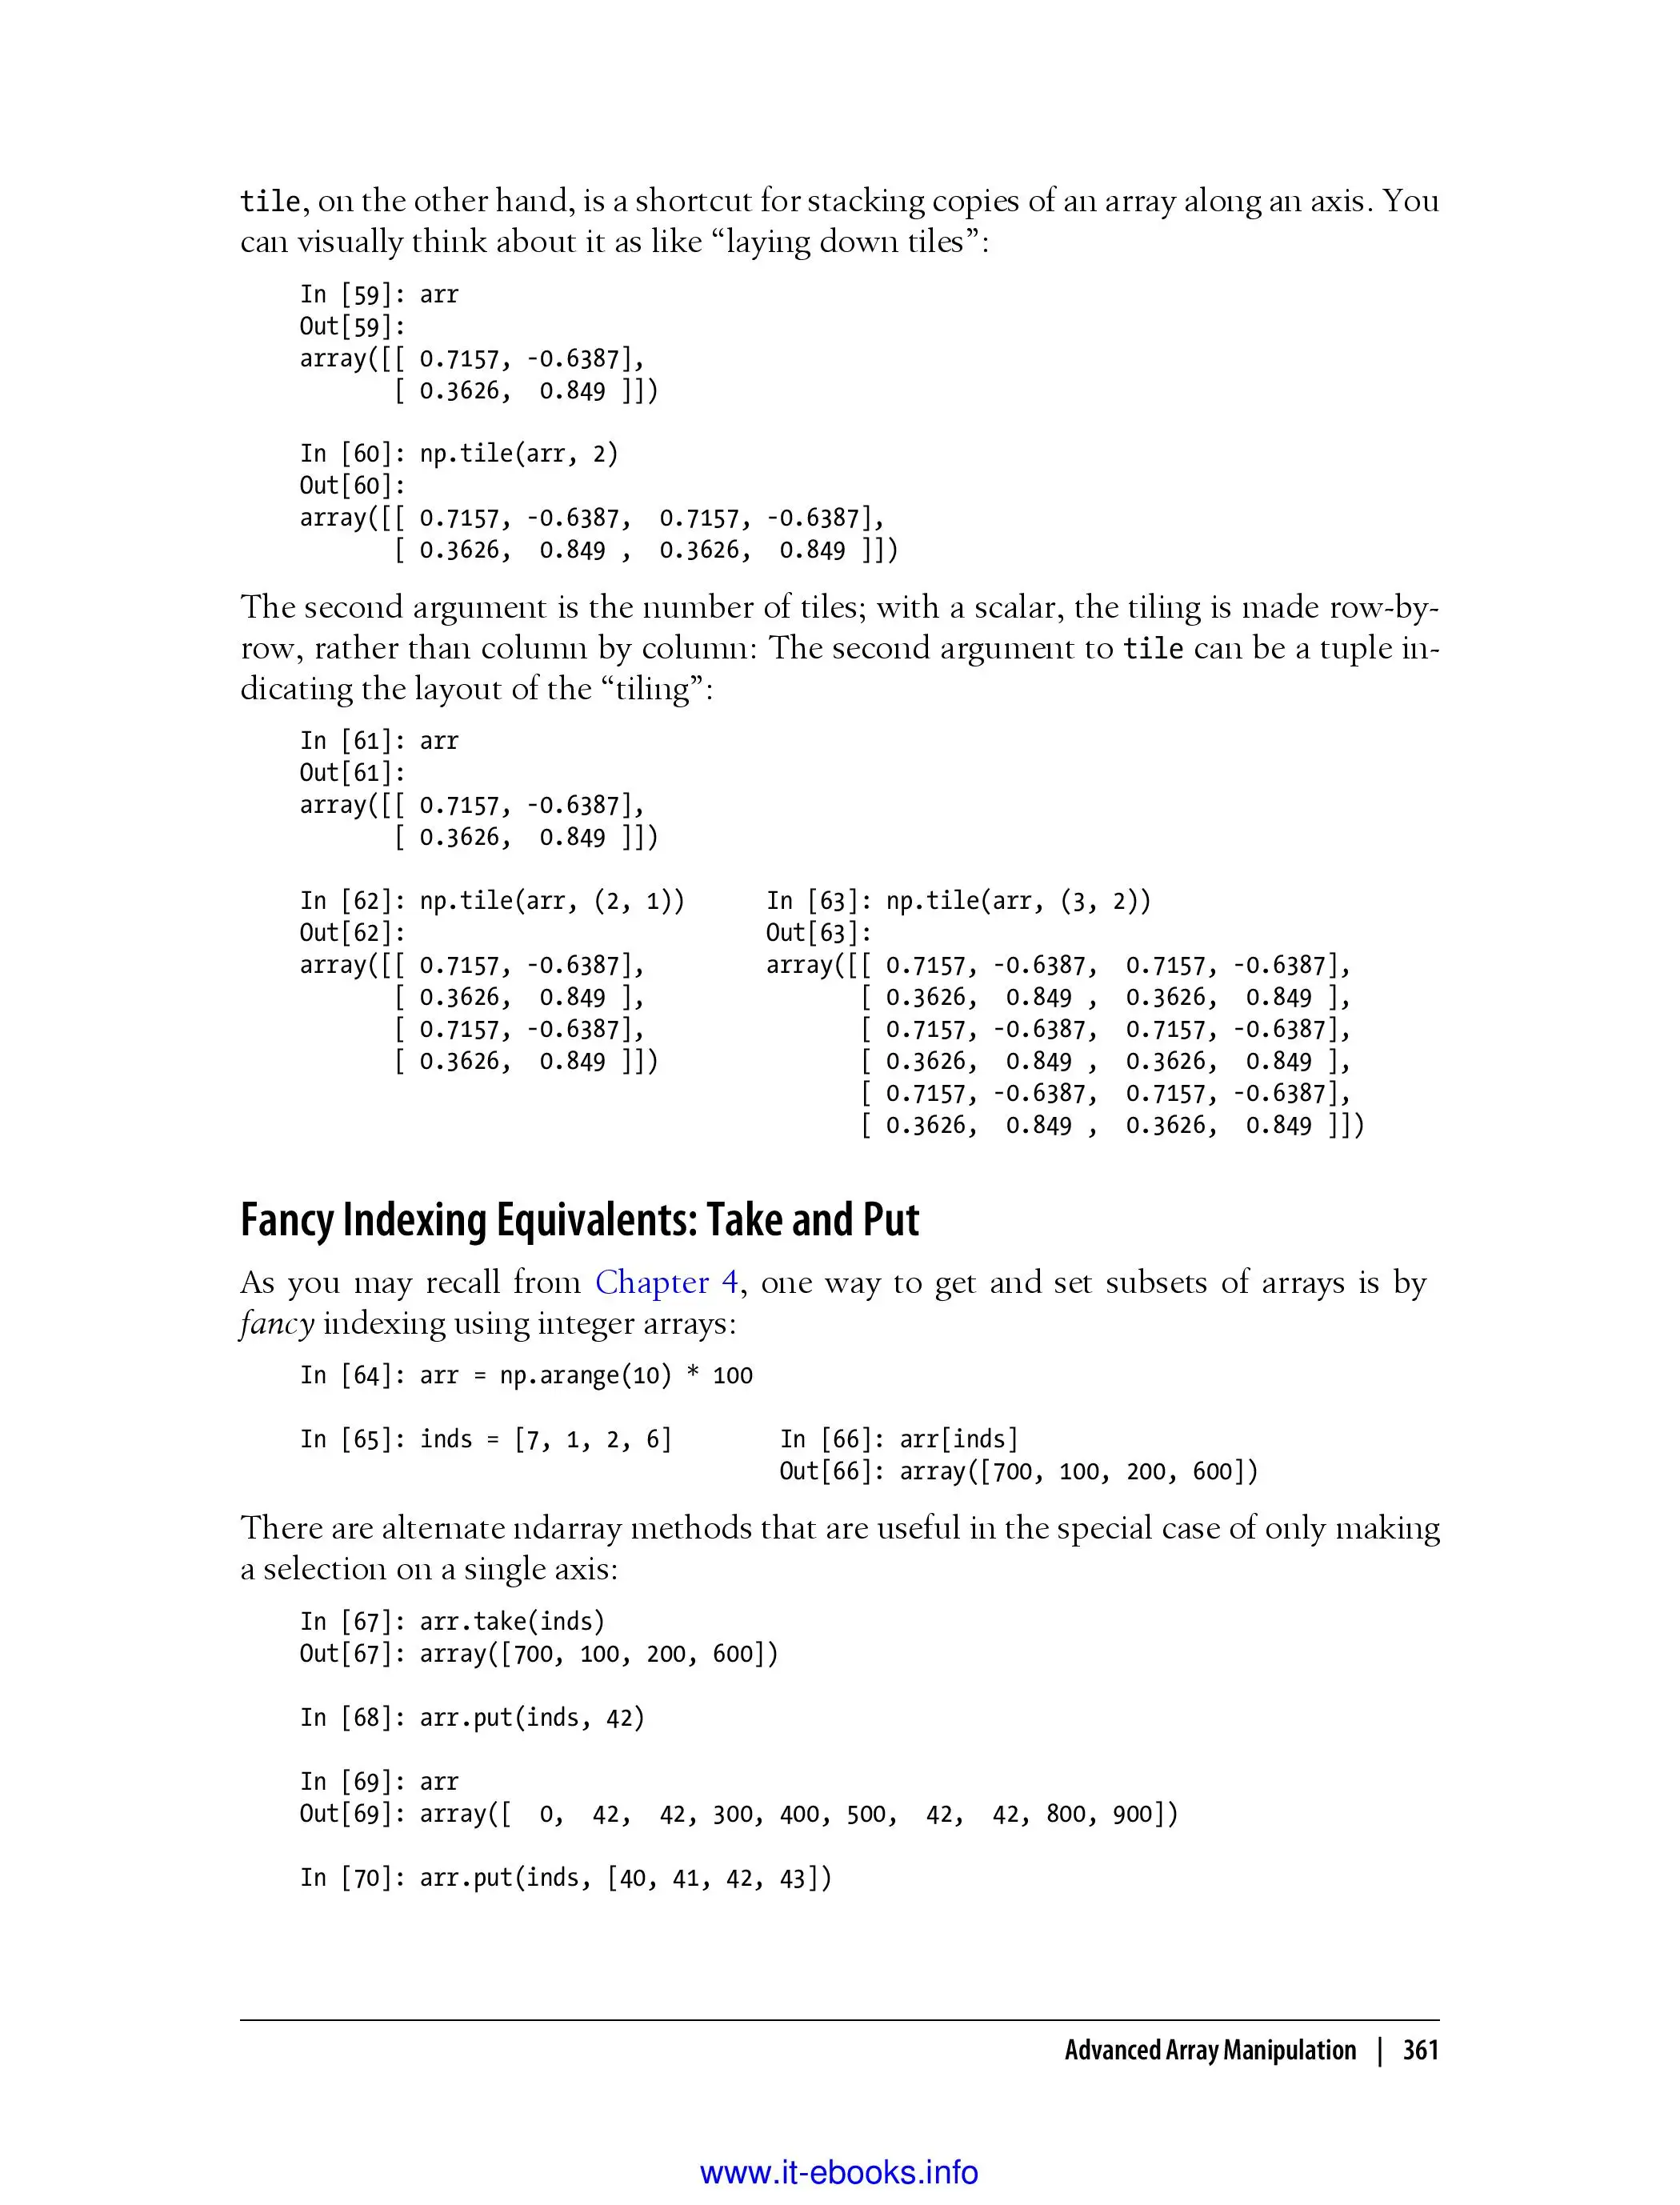 tile, on the other hand, is a shortcut for stacking copies of an array along an axis. You
can visually think about it as like “laying down tiles”:
In [59]: arr
Out[59]:
array([[ 0.7157, -0.6387],
       [ 0.3626,  0.849 ]])
In [60]: np.tile(arr, 2)
Out[60]:
array([[ 0.7157, -0.6387,  0.7157, -0.6387],
       [ 0.3626,  0.849 ,  0.3626,  0.849 ]])
The second argument is the number of tiles; with a scalar, the tiling is made row-by-
row, rather than column by column: The second argument to tile can be a tuple in-
dicating the layout of the “tiling”:
In [61]: arr
Out[61]:
array([[ 0.7157, -0.6387],
       [ 0.3626,  0.849 ]])
In [62]: np.tile(arr, (2, 1))
Out[62]:
array([[ 0.7157, -0.6387],
       [ 0.3626,  0.849 ],
       [ 0.7157, -0.6387],
       [ 0.3626,  0.849 ]])
In [63]: np.tile(arr, (3, 2))
Out[63]:
array([[ 0.7157, -0.6387,  0.7157, -0.6387],
       [ 0.3626,  0.849 ,  0.3626,  0.849 ],
       [ 0.7157, -0.6387,  0.7157, -0.6387],
       [ 0.3626,  0.849 ,  0.3626,  0.849 ],
       [ 0.7157, -0.6387,  0.7157, -0.6387],
       [ 0.3626,  0.849 ,  0.3626,  0.849 ]])
Fancy Indexing Equivalents: Take and Put
As you may recall from Chapter 4, one way to get and set subsets of arrays is by
fancy indexing using integer arrays:
In [64]: arr = np.arange(10) * 100
In [65]: inds = [7, 1, 2, 6]
In [66]: arr[inds]
Out[66]: array([700, 100, 200, 600])
There are alternate ndarray methods that are useful in the special case of only making
a selection on a single axis:
In [67]: arr.take(inds)
Out[67]: array([700, 100, 200, 600])
In [68]: arr.put(inds, 42)
In [69]: arr
Out[69]: array([  0,  42,  42, 300, 400, 500,  42,  42, 800, 900])
In [70]: arr.put(inds, [40, 41, 42, 43])
Advanced Array Manipulation | 361
www.it-ebooks.info